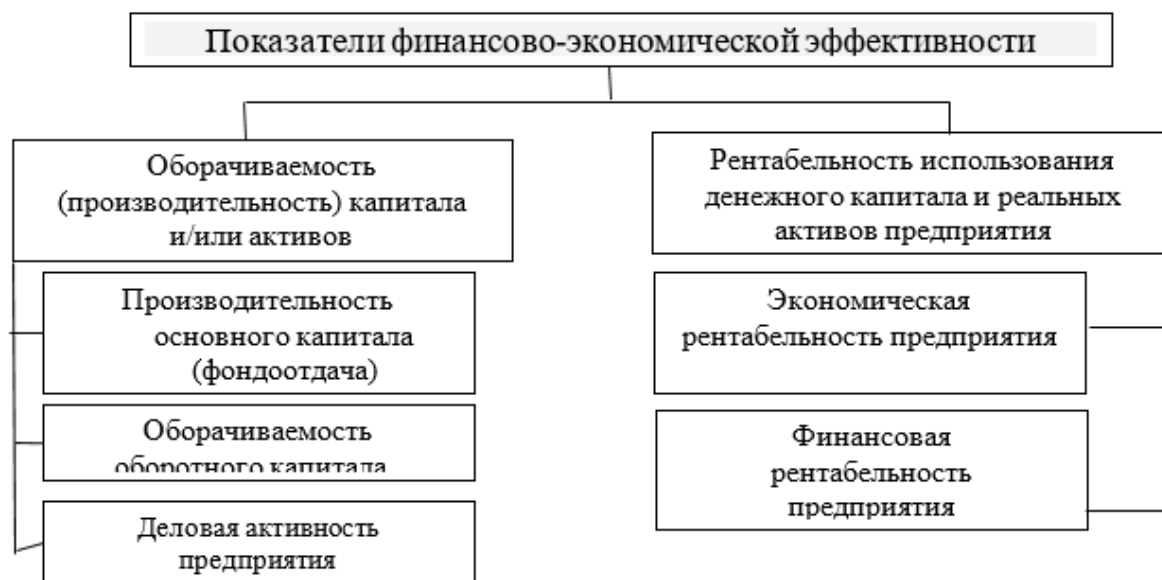 Показатели финансово-экономической эффективности
Оборачиваемость
(производительность) капитала
и/или активов
Производительность
основного капитала
(фондоотдача)
Оборачиваемость
оборотного капитала
Деловая активность
предприятия
Рентабельность использования
денежного капитала и реальных
активов предприятия
Экономическая
рентабельность предприятия
Финансовая
рентабельность
предприятия